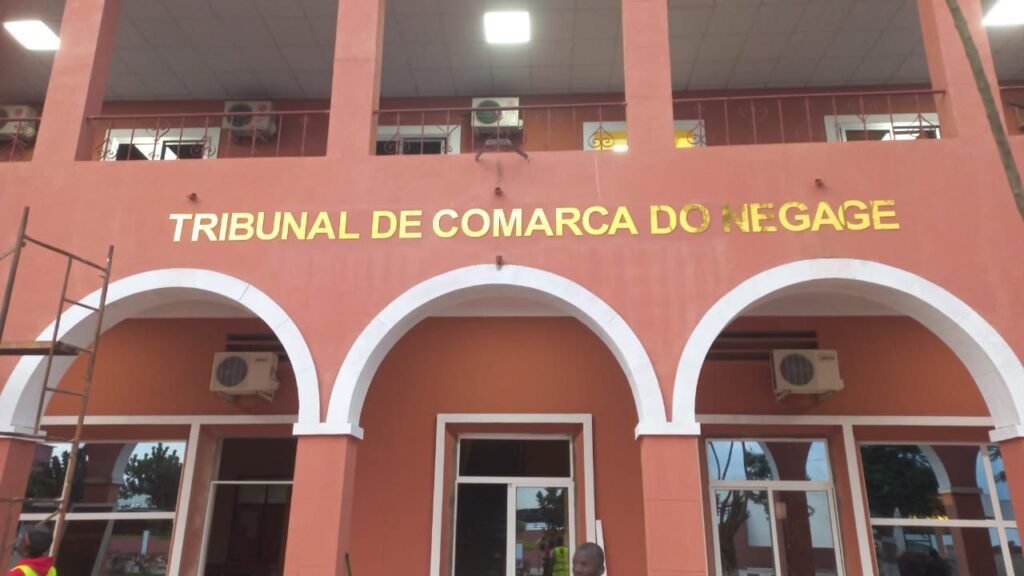 TRIBUNAL DE COMARCA DO NEGAGE